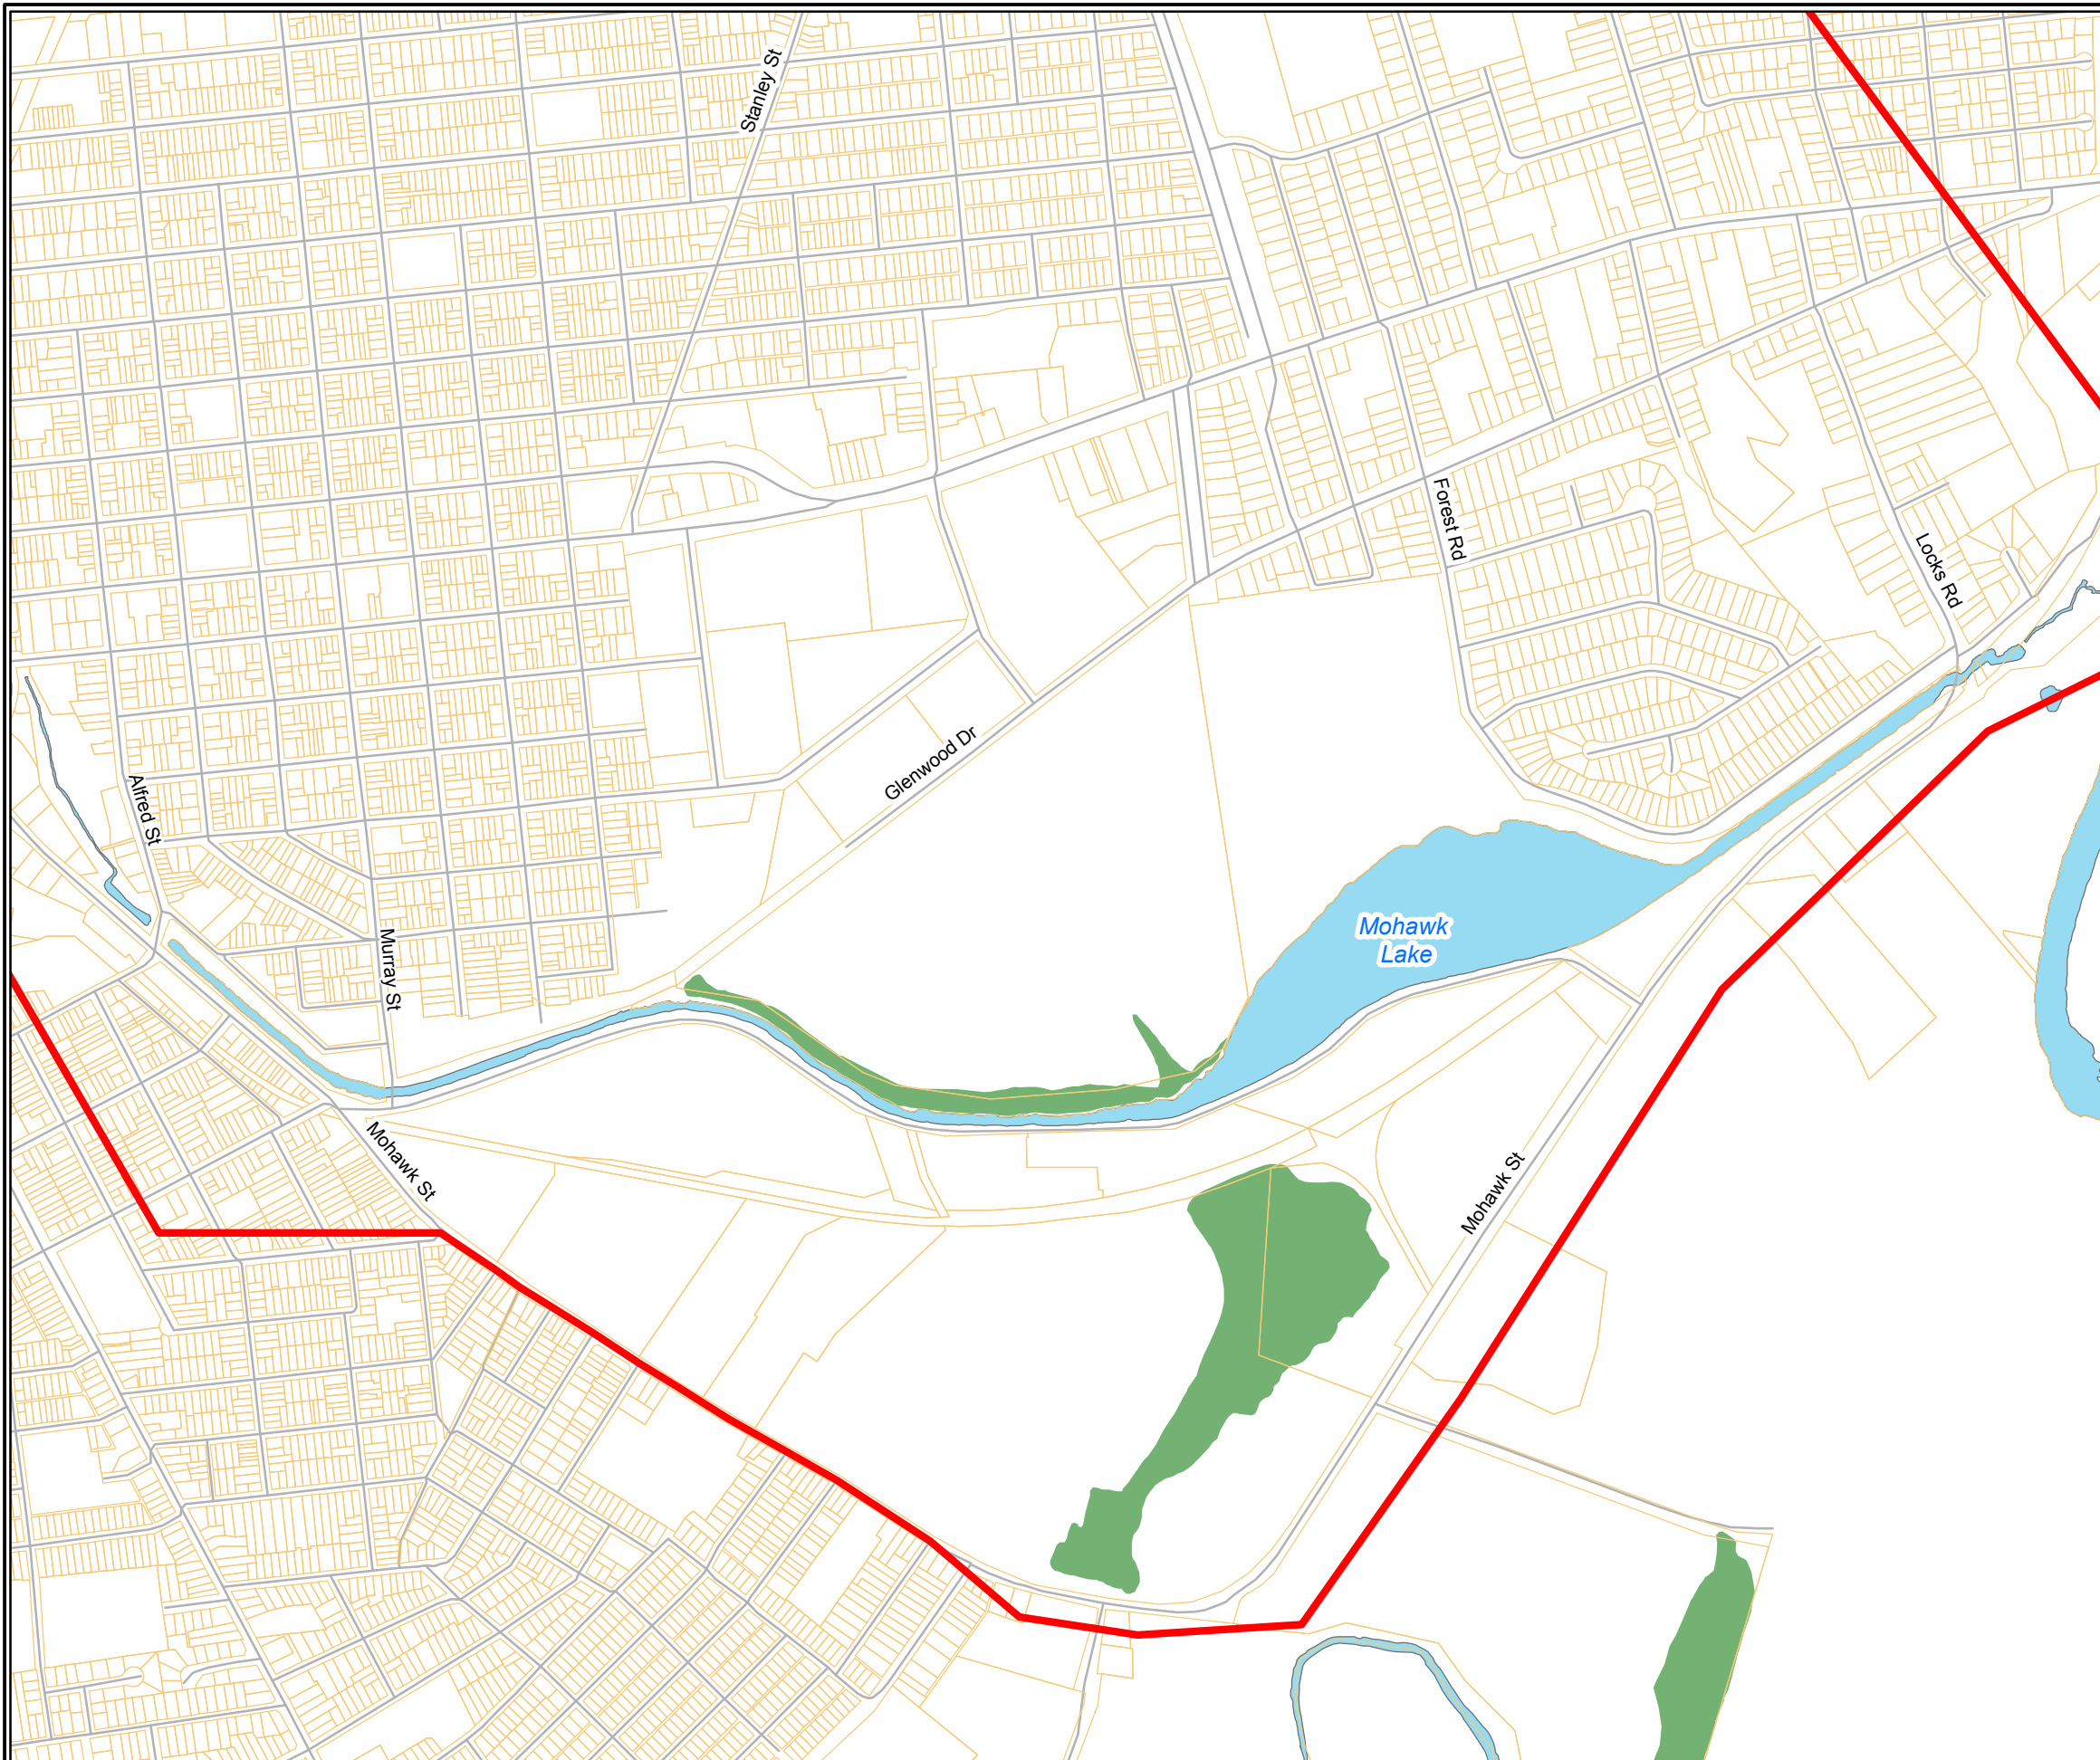 Stanley St
Forest Rd
Locks Rd
Glenwood Dr
Alfred St
Mohawk
Lake
Murray St
Mohawk St
Mohawk St